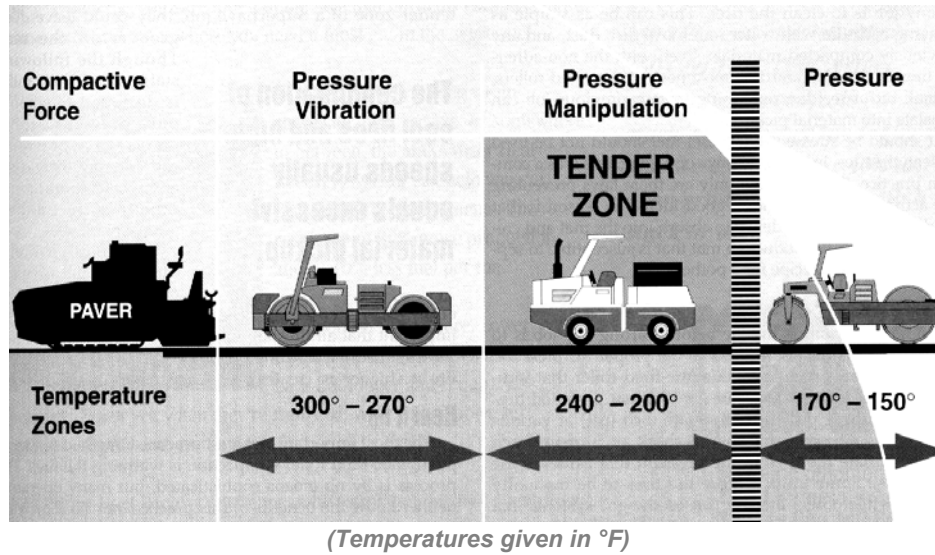 Compactive
Force
Pressure
Vibration
Pressure
Manipulation
Pressure
TENDER
ZONE
PAVER
Temperature
Zones
300° – 270°
240° – 200°
170° – 150°
(Temperatures given in °F)